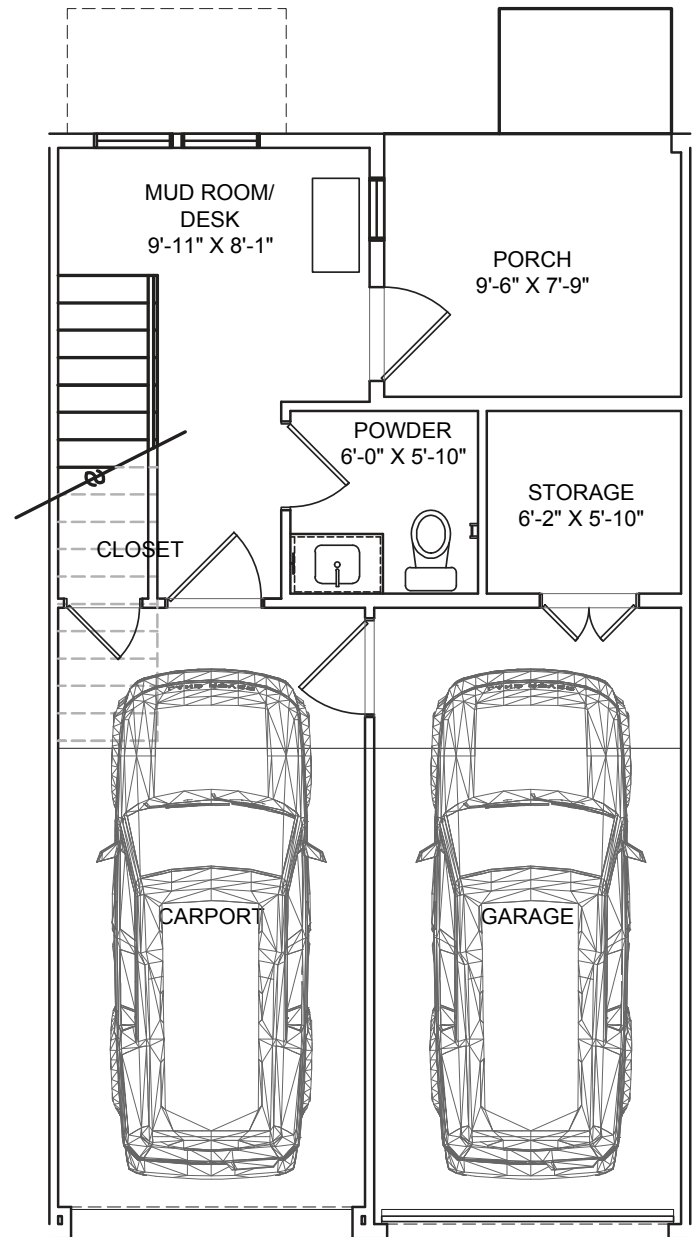 MUD ROOM/
DESK
9'-11" X 8'-1"
PORCH
9'-6" X 7'-9"
POWDER
6'-0" X 5'-10"
STORAGE
6'-2" X 5'-10"
CLOSET
CARPORT
GARAGE